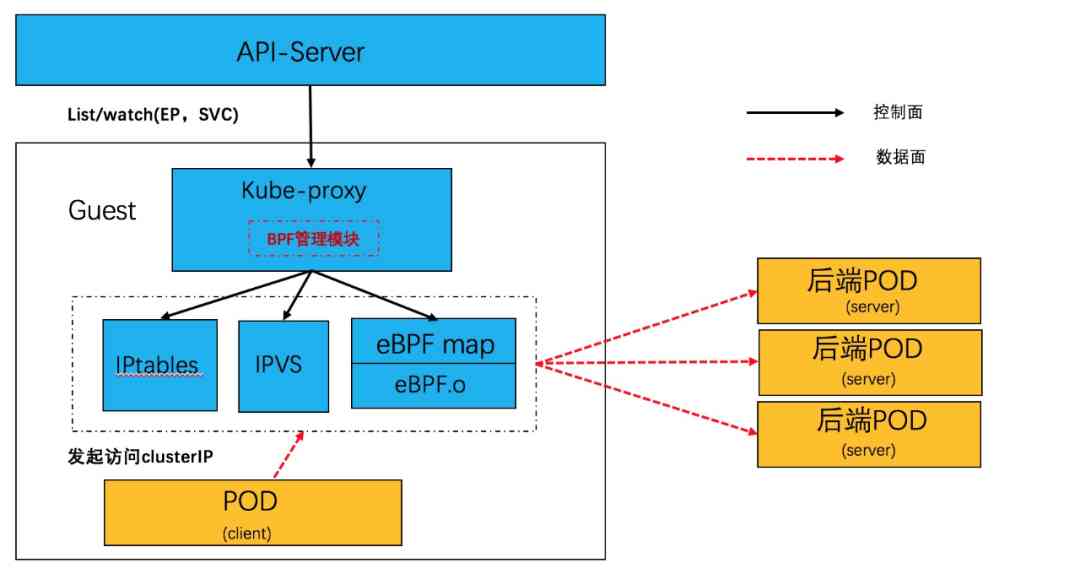 API-Server
List/watch(EP，SVC)
控制面
数据面
Guest
Kube-proxy
BPF管理模块
IPtables
IPVS
eBPF map
eBPF.o
后端POD
(server)
后端POD
(server)
后端POD
(server)
发起访问clusterIP
POD
(client)